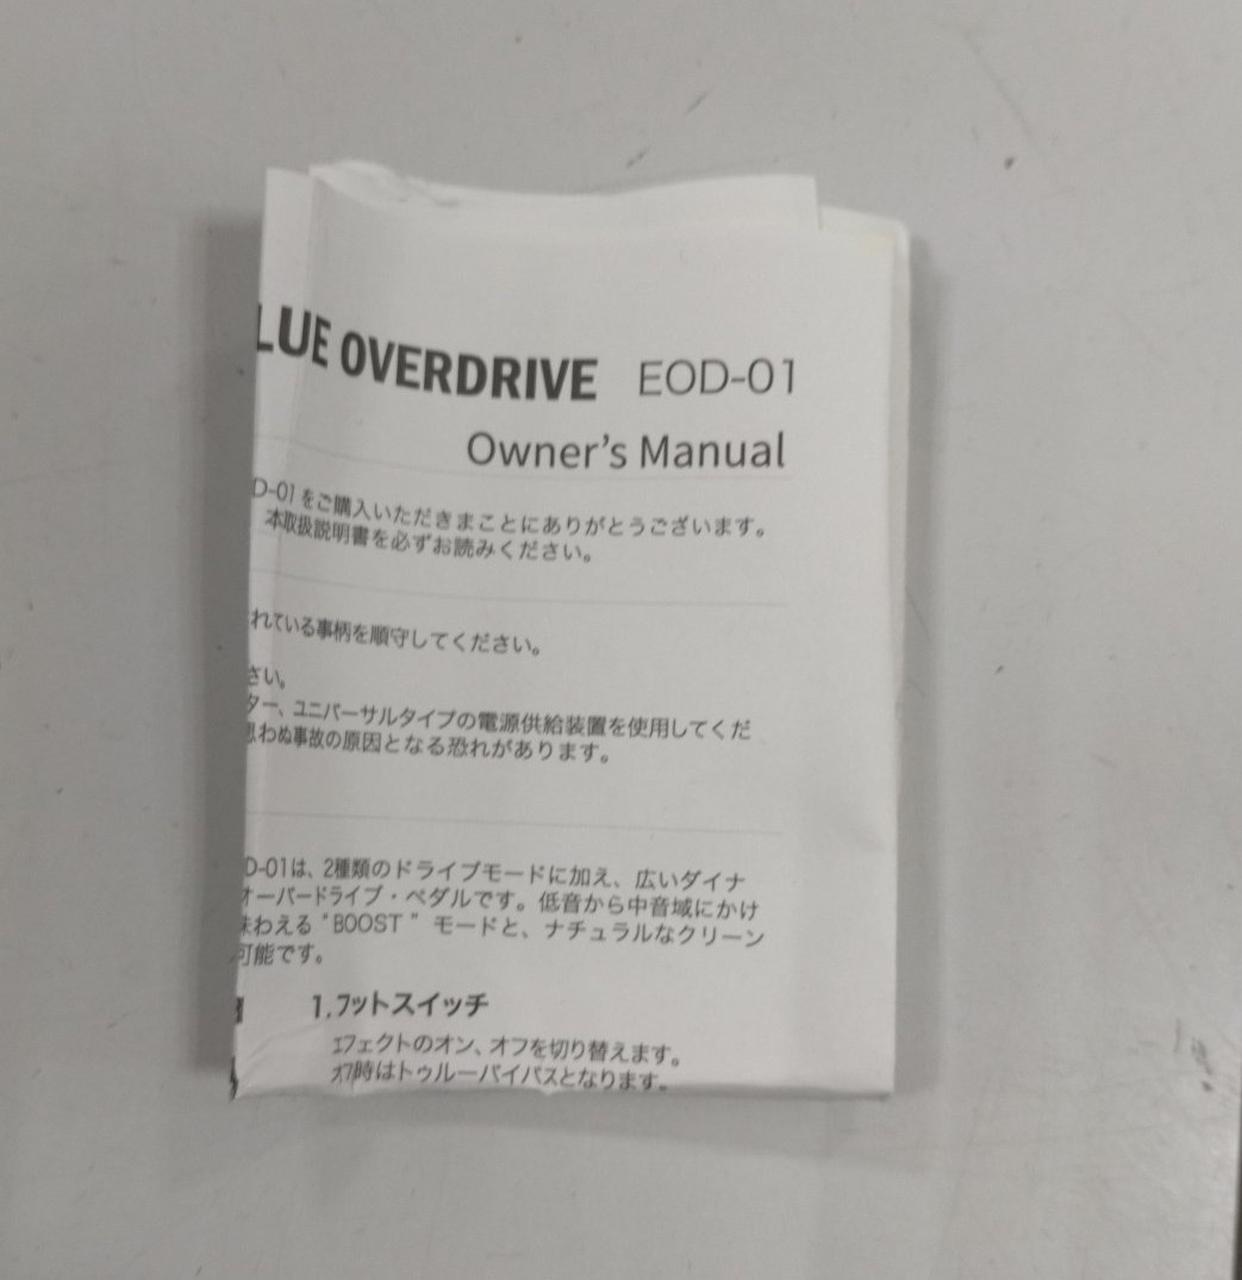 LUE OVERDRIVE EOD-01
Owner's Manual
D-01をご購入いただきまことにありがとうございます。
本取扱説明書を必ずお読みください。
れている事柄を順守してください。
さい。
ター、ユニバーサルタイプの電源供給装置を使用してくだ
思わぬ事故の原因となる恐れがあります。
D-01は、2種類のドライブモードに加え、広いダイナ
オーバードライブ・ペダルです。低音から中音域にかけ
味わえる "BOOST" モードと、ナチュラルなクリーン
可能です。
1.フットスイッチ
エフェクトのオン、オフを切り替えます。
オフ時はトゥルーバイパスとなります。